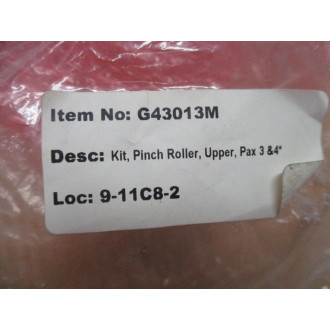 Item No: G43013M
Desc: Kit, Pinch Roller, Upper, Pax 3 &4"
Loc: 9-11C8-2